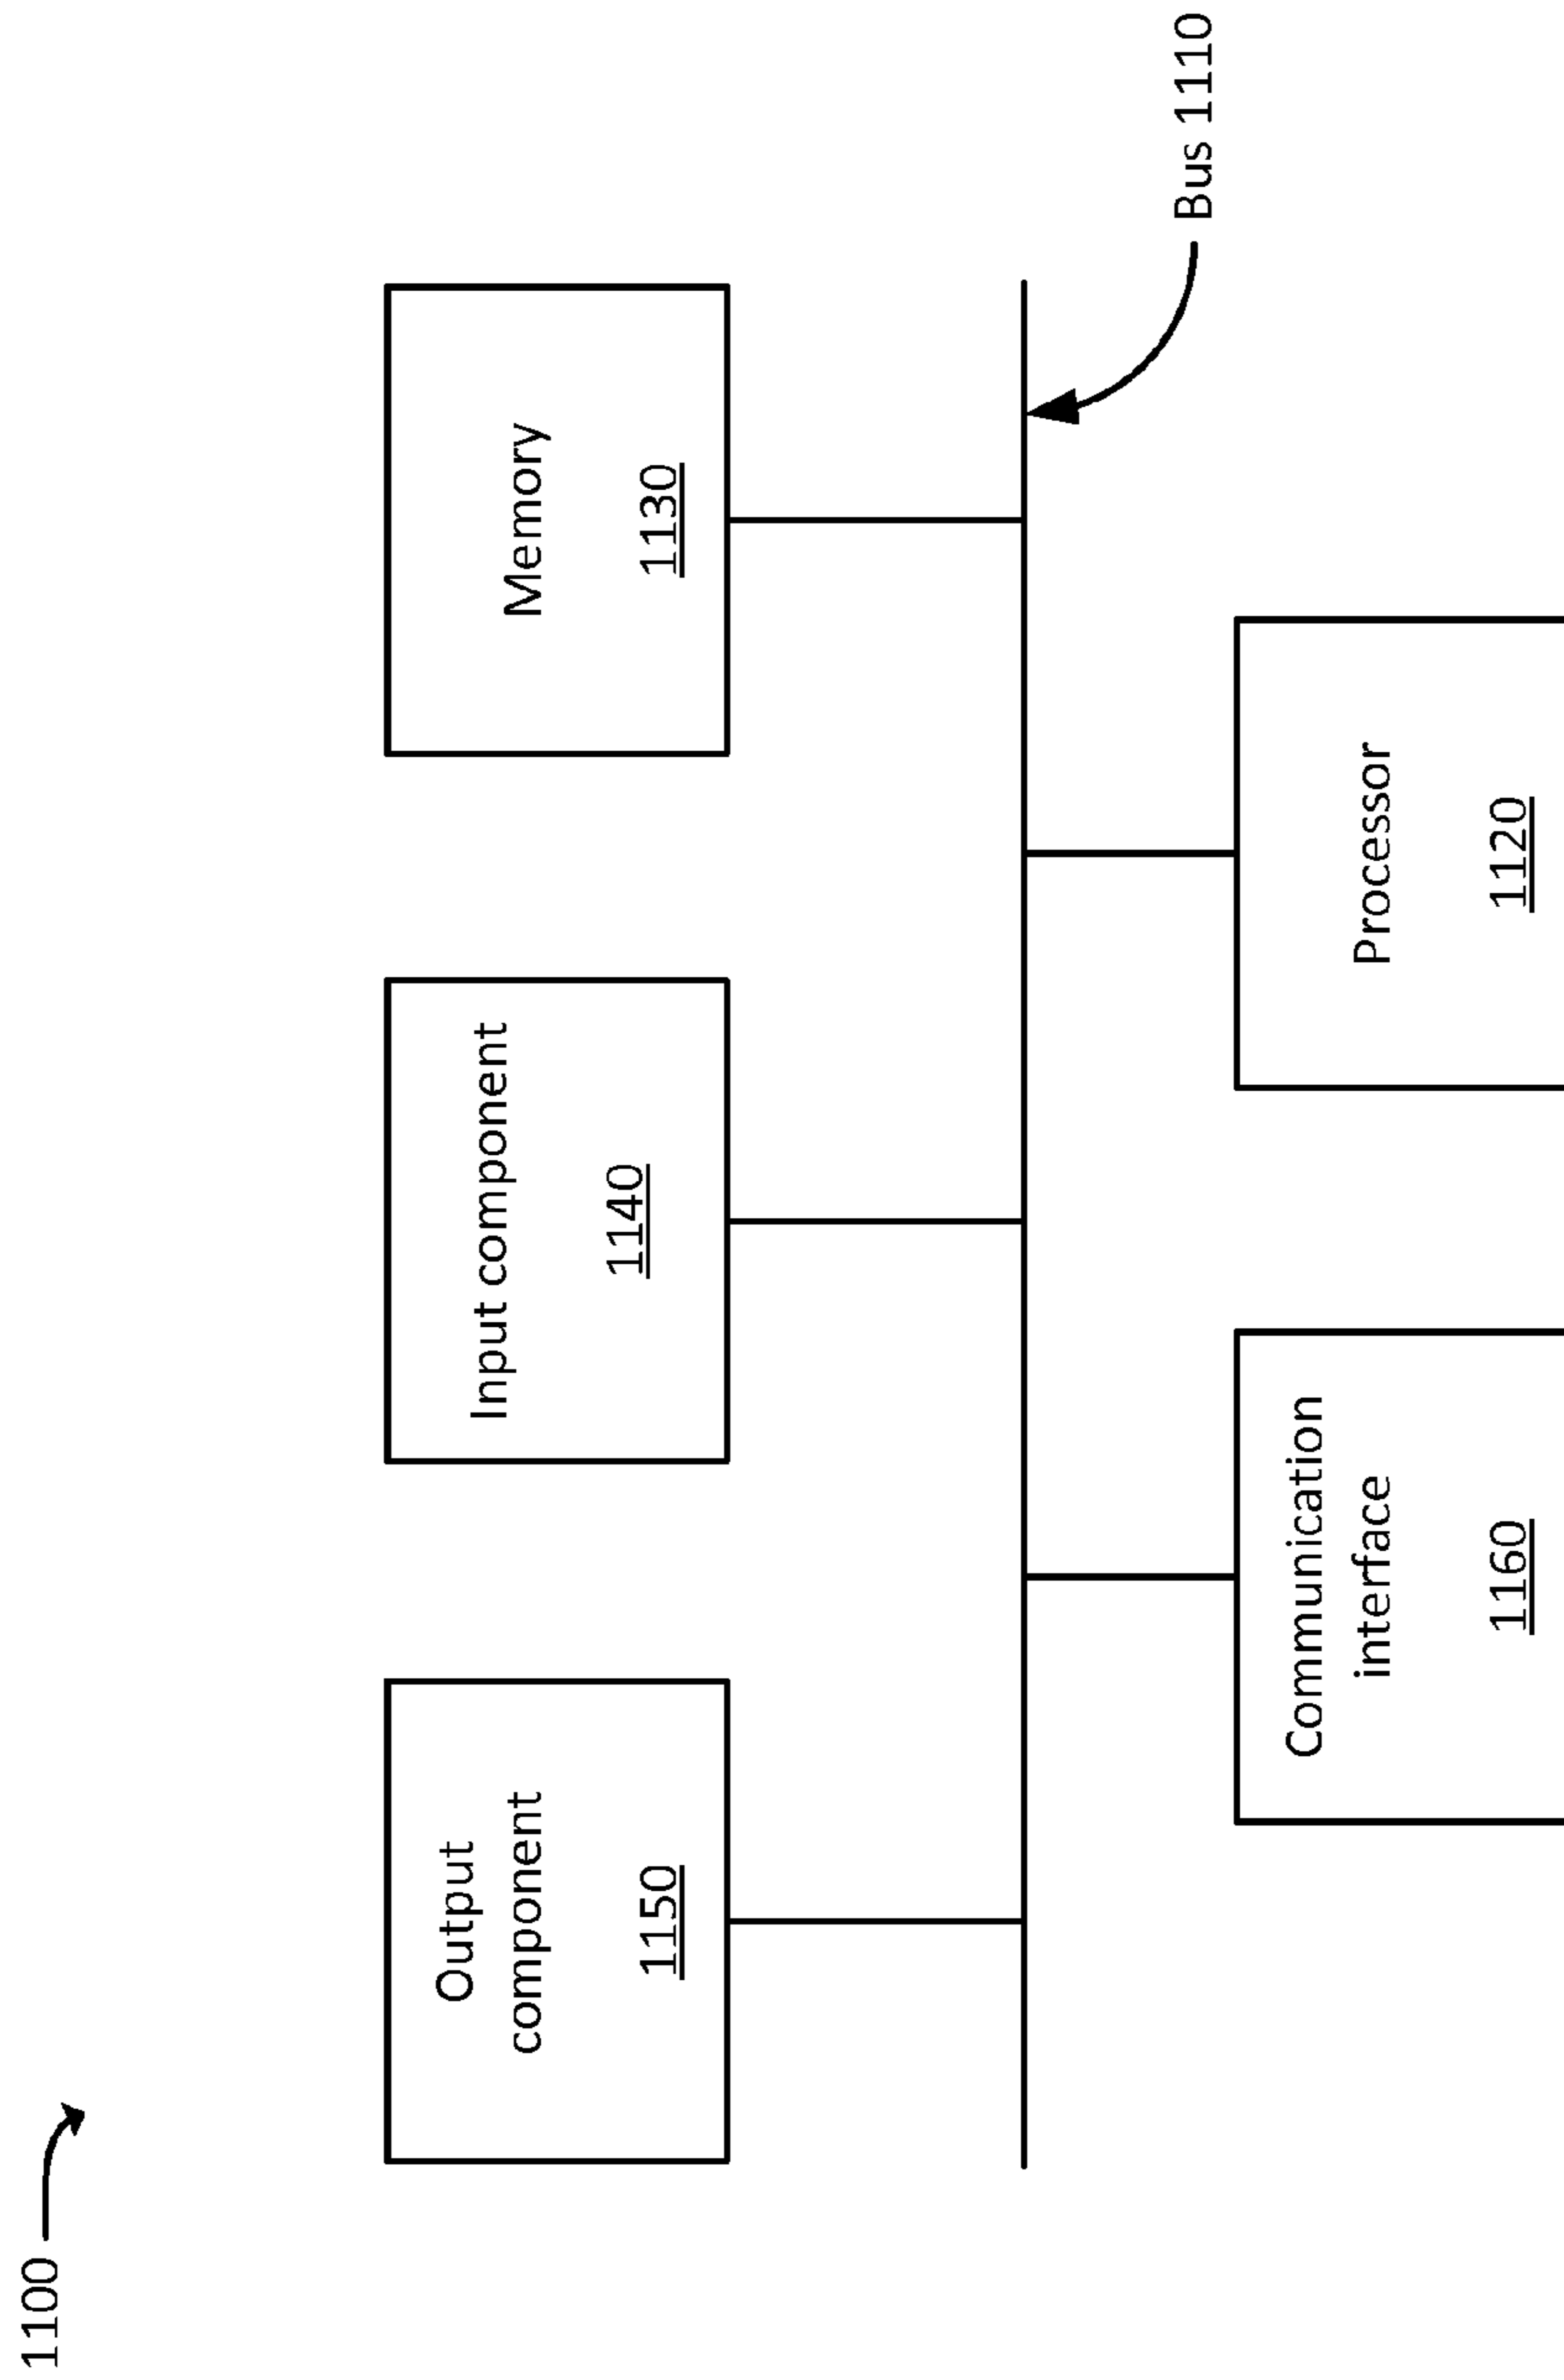 1100
Output
component
1150
Input component
1140
Memory
1130
Communication
interface
1160
Processor
1120
Bus 1110